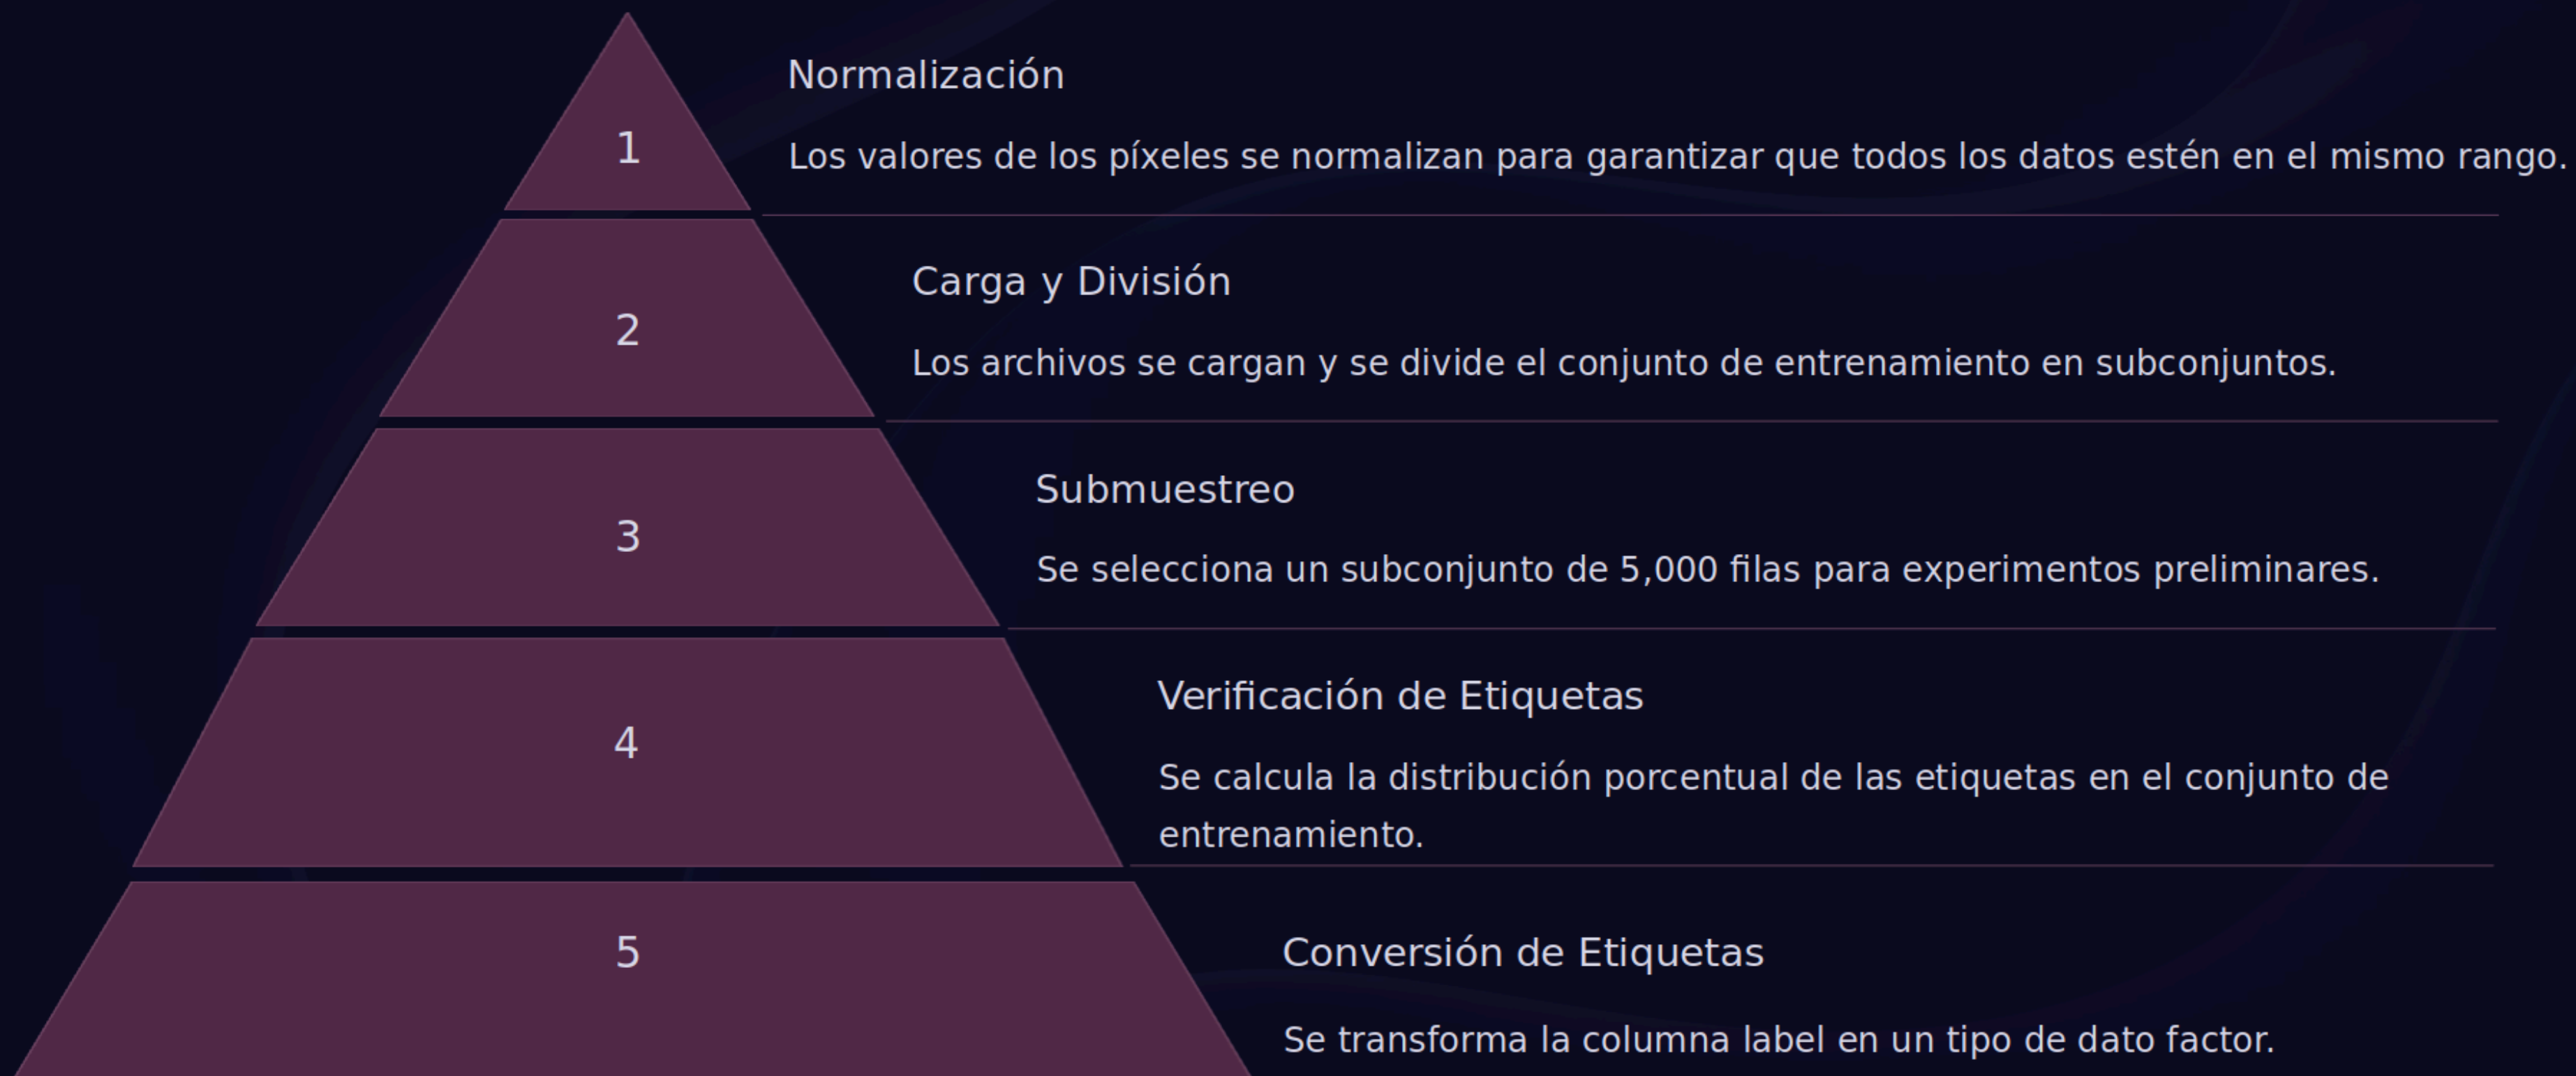 1
Normalización
Los valores de los píxeles se normalizan para garantizar que todos los datos estén en el mismo rango.
2
Carga y División
Los archivos se cargan y se divide el conjunto de entrenamiento en subconjuntos.
3
Submuestreo
Se selecciona un subconjunto de 5,000 filas para experimentos preliminares.
4
Verificación de Etiquetas
Se calcula la distribución porcentual de las etiquetas en el conjunto de
entrenamiento.
5
Conversión de Etiquetas
Se transforma la columna label en un tipo de dato factor.